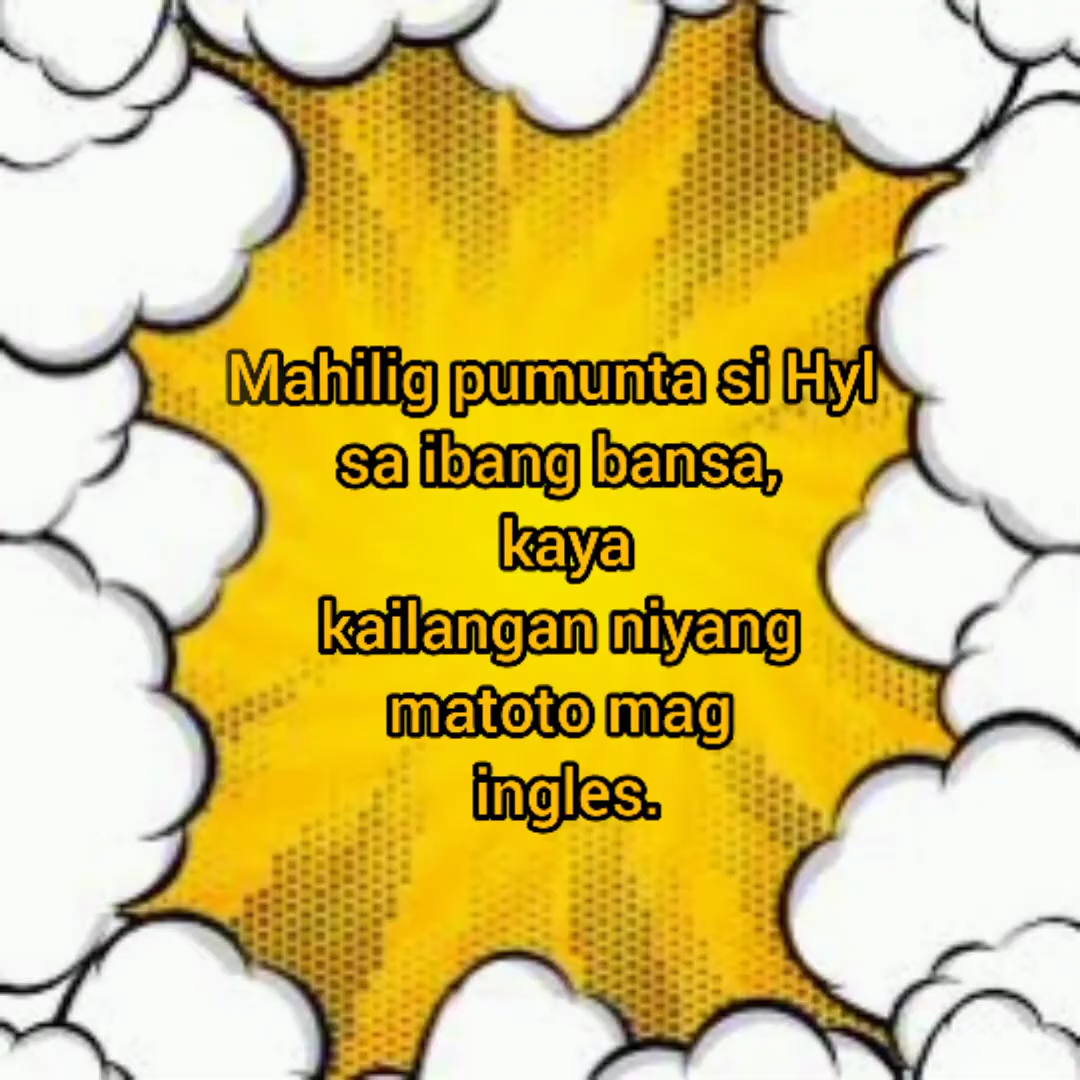 Mahilig pumunta si Hyl
sa ibang bansa,
kaya
kailangan niyang
matoto mag
ingles.